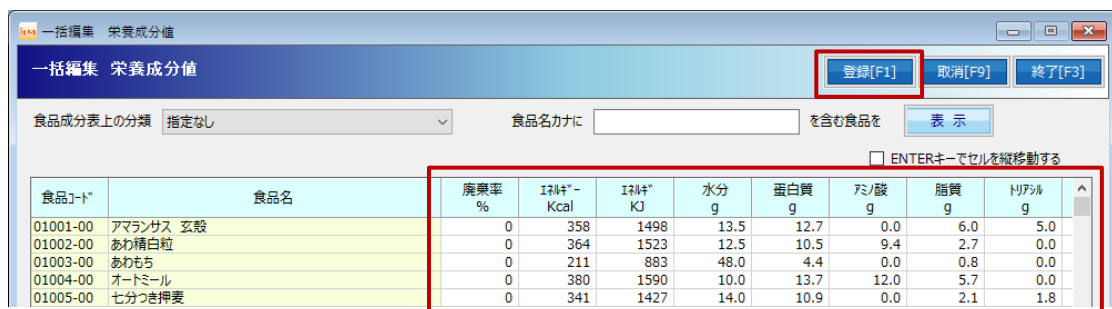 一括編集 栄養成分値
一括編集 栄養成分値 登録[F1] 取消[F9] 終了[F3]
食品成分表上の分類 指定なし 食品名カナに を含む食品を 表 示
ENTERキーでセルを縦移動する
食品ｺｰﾄﾞ 食品名 廃棄率 % ｴﾈﾙｷﾞｰ Kcal ｴﾈﾙｷﾞ KJ 水分 g 蛋白質 g ｱﾐﾉ酸 g 脂質 g ﾄﾘｱｼﾙ g
01001-00 アマランサス 玄穀 0 358 1498 13.5 12.7 0.0 6.0 5.0
01002-00 あわ精白粒 0 364 1523 12.5 10.5 9.4 2.7 0.0
01003-00 あわもち 0 211 883 48.0 4.4 0.0 0.8 0.0
01004-00 オートミール 0 380 1590 10.0 13.7 12.0 5.7 0.0
01005-00 七分つき押麦 0 341 1427 14.0 10.9 0.0 2.1 1.8